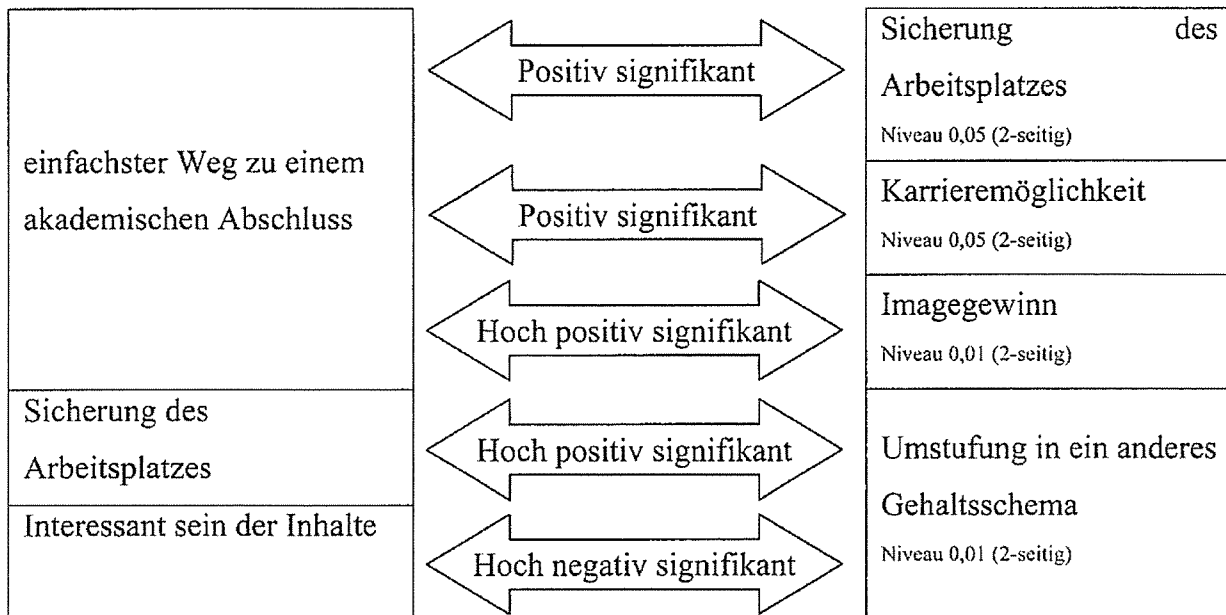 einfachster Weg zu einem
akademischen Abschluss
Positiv signifikant
Sicherung des
Arbeitsplatzes
Niveau 0,05 (2-seitig)
Positiv signifikant
Karrieremöglichkeit
Niveau 0,05 (2-seitig)
Hoch positiv signifikant
Imagegewinn
Niveau 0,01 (2-seitig)
Sicherung des
Arbeitsplatzes
Hoch positiv signifikant
Umstufung in ein anderes
Gehaltsschema
Niveau 0,01 (2-seitig)
Interessant sein der Inhalte
Hoch negativ signifikant